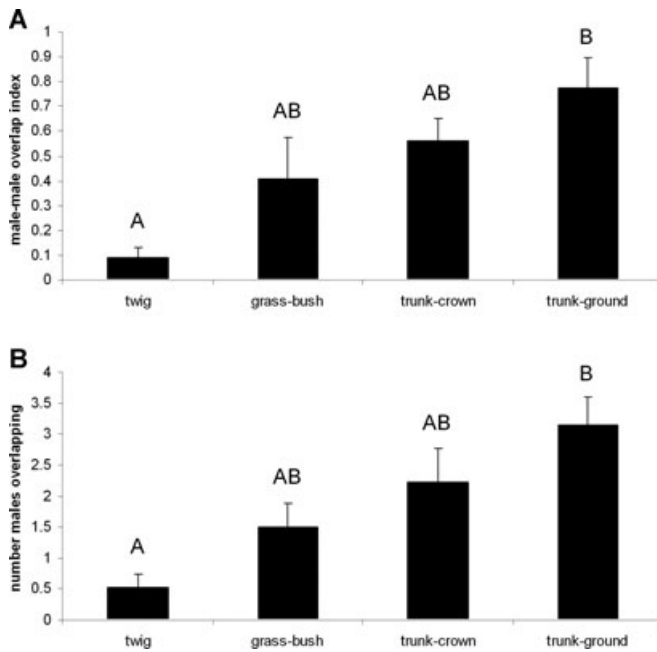 A
male-male overlap index
1
0.9
0.8
0.7
0.6
0.5
0.4
0.3
0.2
0.1
0
A
AB
AB
B
twig
grass-bush
trunk-crown
trunk-ground
B
number males overlapping
4
3.5
3
2.5
2
1.5
1
0.5
0
A
AB
AB
B
twig
grass-bush
trunk-crown
trunk-ground